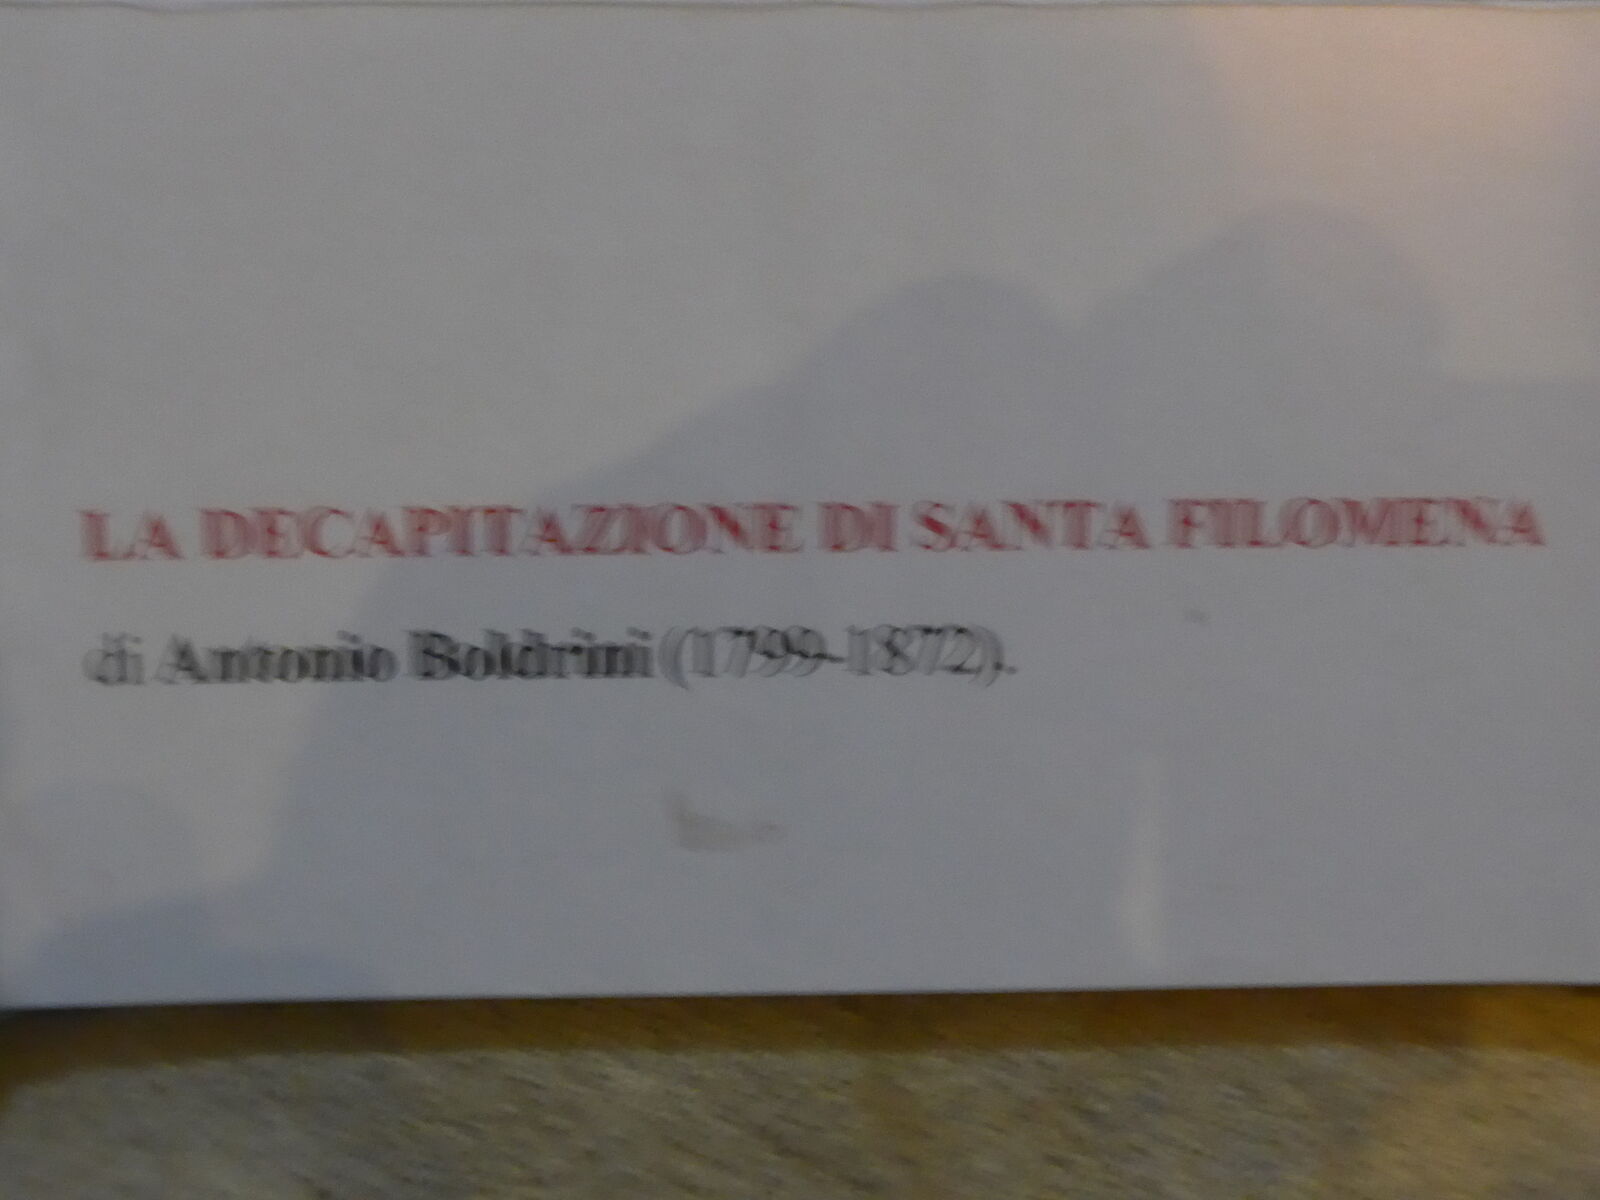 LA DECAPITAZIONE DI SANTA FILOMENA
di Antonio Boldrini (1799-1872).